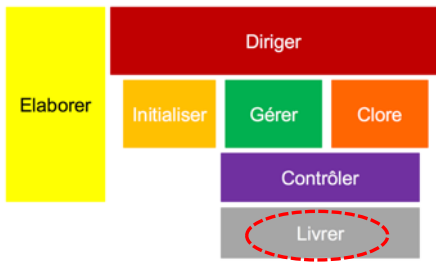 Diriger
Elaborer
Initialiser
Gérer
Clore
Contrôler
Livrer